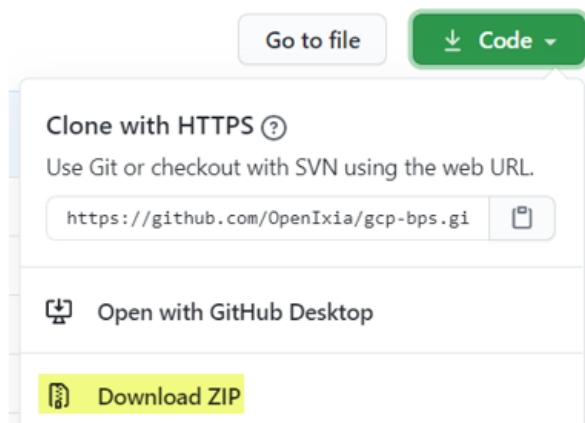 Go to file
Code
Clone with HTTPS ?
Use Git or checkout with SVN using the web URL.
https://github.com/OpenIxia/gcp-bps.gi
Open with GitHub Desktop
Download ZIP